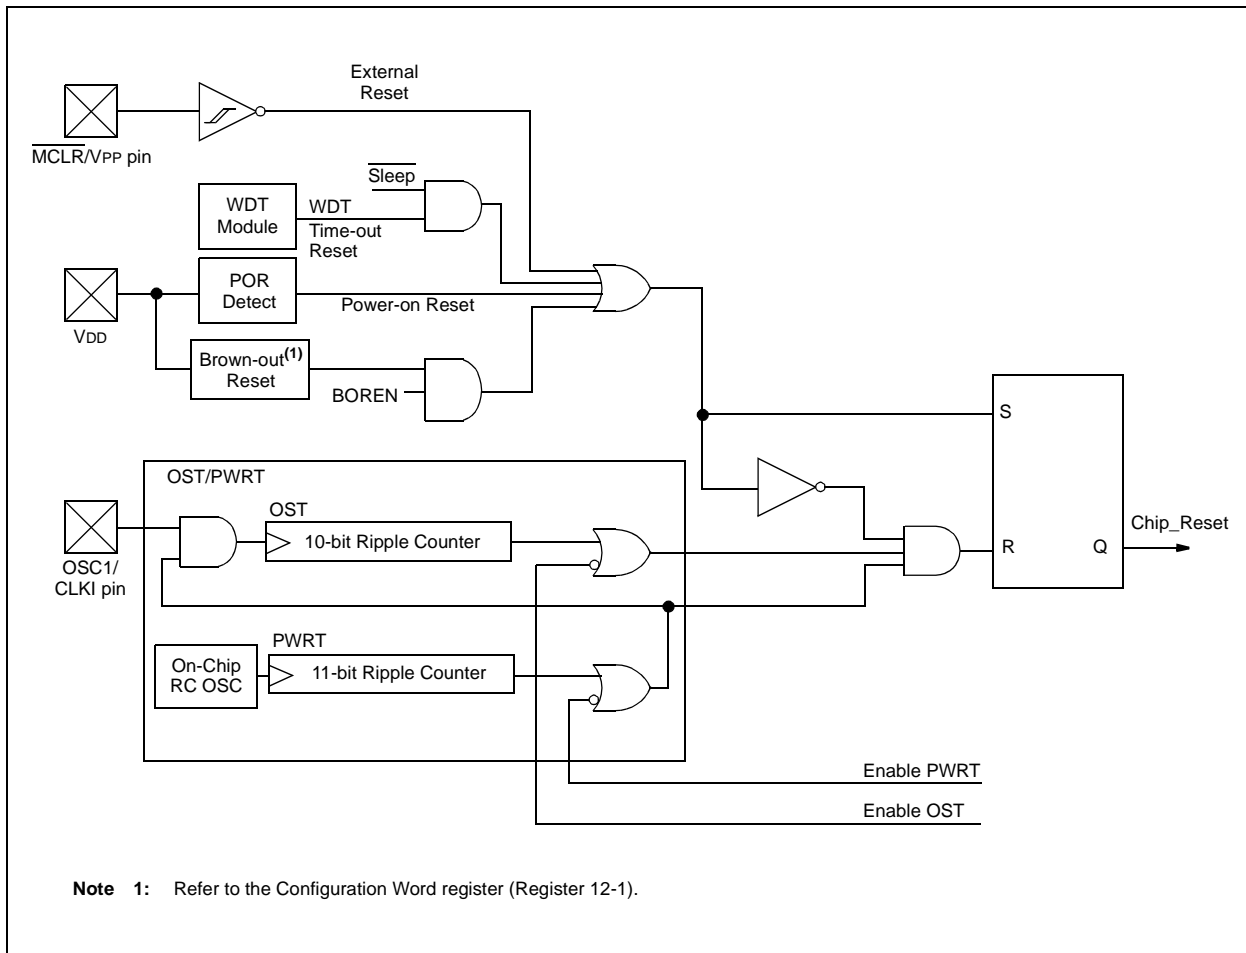 External
Reset
MCLR/VPP pin
Sleep
WDT
Module
WDT
Time-out
Reset
POR
Detect
Power-on Reset
VDD
Brown-out(1)
Reset
BOREN
S
OST/PWRT
OST
10-bit Ripple Counter
OSC1/
CLKI pin
Chip_Reset
R
Q
PWRT
On-Chip
RC OSC
11-bit Ripple Counter
Enable PWRT
Enable OST
Note 1: Refer to the Configuration Word register (Register 12-1).